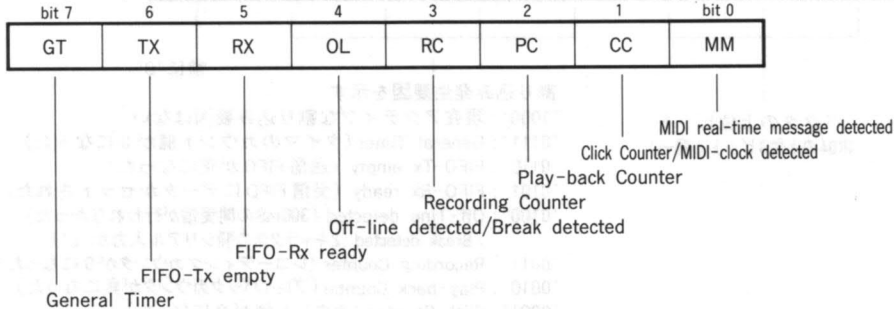 bit 7 6 5 4 3 2 1 bit 0
GT TX RX OL RC PC CC MM
MIDI real-time message detected
Click Counter/MIDI-clock detected
Play-back Counter
Recording Counter
Off-line detected/Break detected
FIFO-Rx ready
FIFO-Tx empty
General Timer